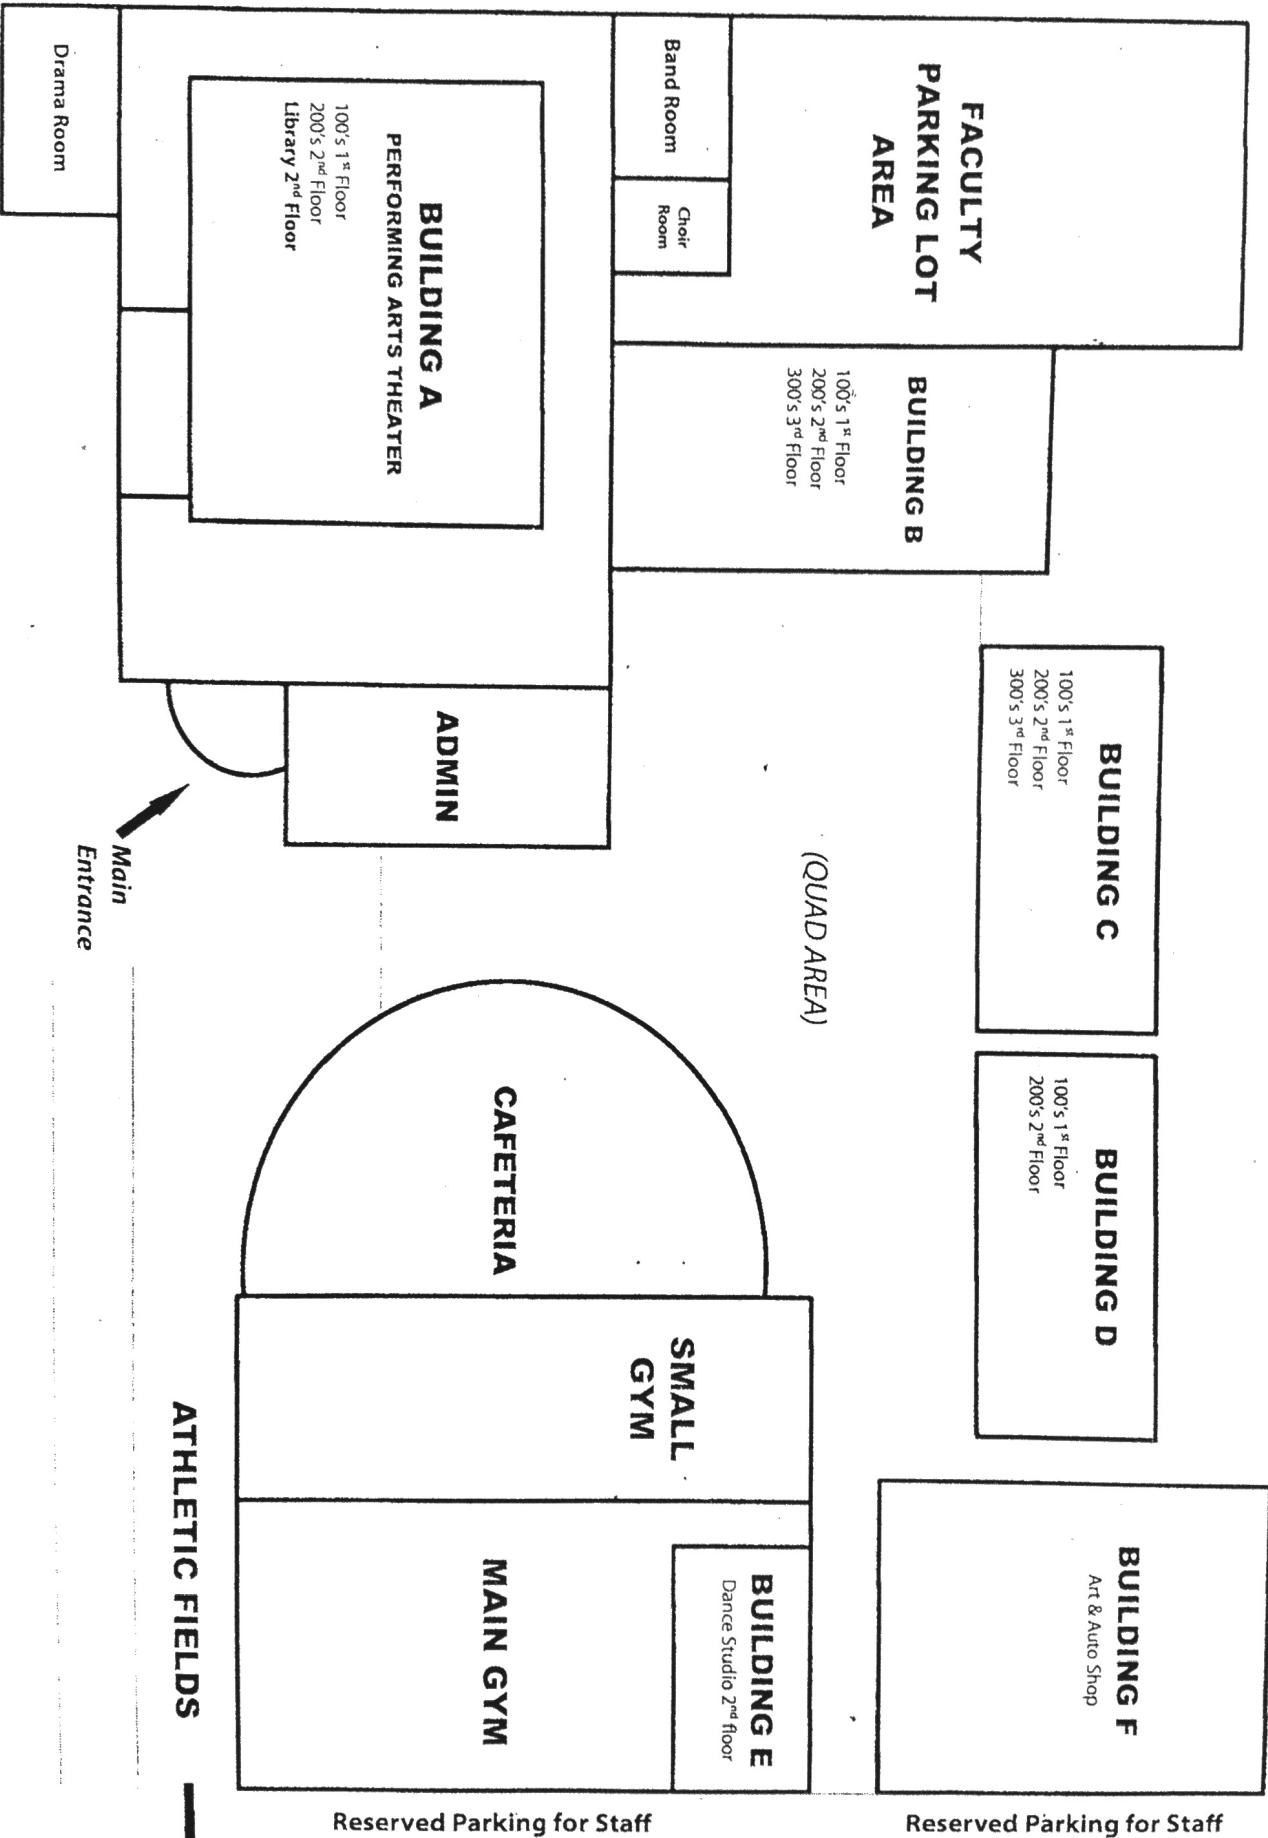 FACULTY
PARKING LOT
AREA
Band Room
Choir
Room
Drama Room
BUILDING A
PERFORMING ARTS THEATER
100's 1st Floor
200's 2nd Floor
Library 2nd Floor
BUILDING B
100's 1st Floor
200's 2nd Floor
300's 3rd Floor
BUILDING C
100's 1st Floor
200's 2nd Floor
300's 3rd Floor
ADMIN
Main
Entrance
(QUAD AREA)
BUILDING D
100's 1st Floor
200's 2nd Floor
CAFETERIA
SMALL
GYM
MAIN GYM
BUILDING E
Dance Studio 2nd floor
BUILDING F
Art & Auto Shop
ATHLETIC FIELDS
Reserved Parking for Staff
Reserved Parking for Staff